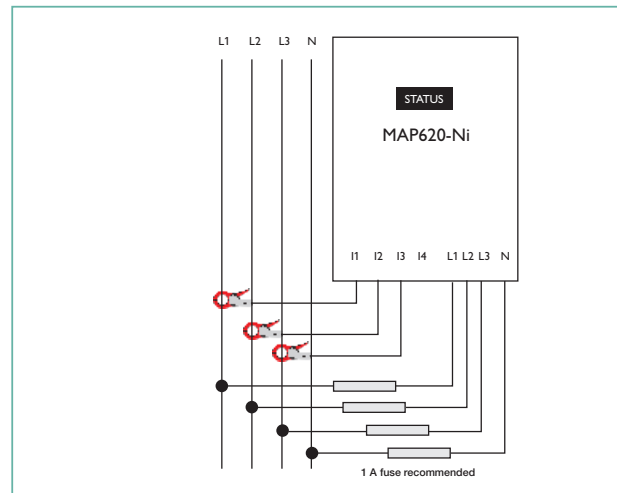 L1 L2 L3 N
STATUS
MAP620-Ni
I1 I2 I3 I4 L1 L2 L3 N
1 A fuse recommended